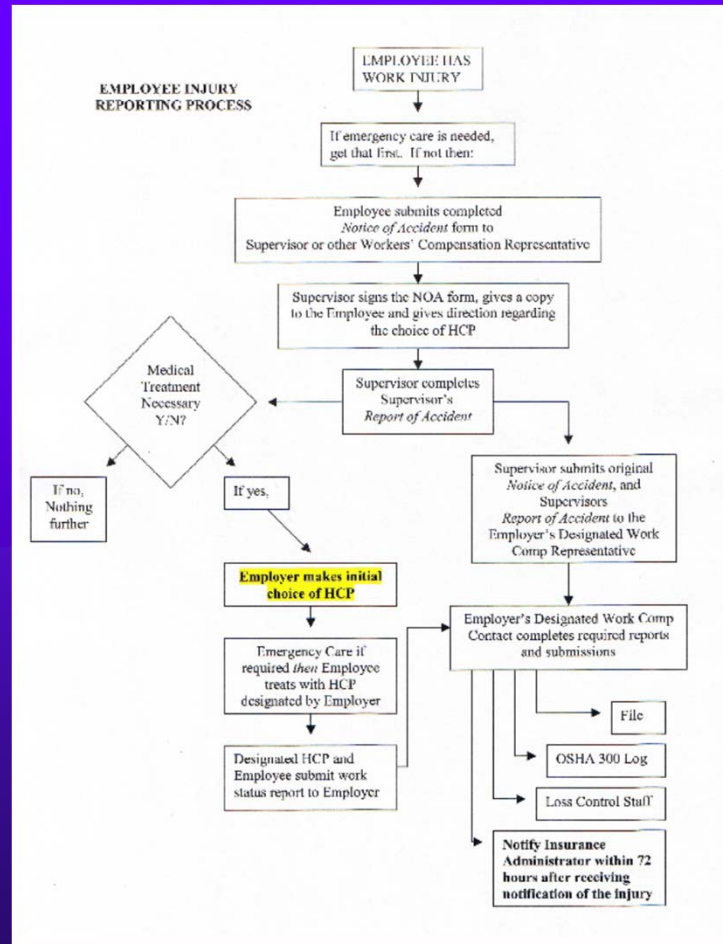 EMPLOYEE INJURY
REPORTING PROCESS
EMPLOYEE HAS
WORK INJURY
If emergency care is needed,
get that first. If not then:
Employee submits completed
Notice of Accident form to
Supervisor or other Workers' Compensation Representative
Supervisor signs the NOA form, gives a copy
to the Employee and gives direction regarding
the choice of HCP
Supervisor completes
Supervisor's
Report of Accident
Medical
Treatment
Necessary
Y/N?
If no,
Nothing
further
If yes,
Employer makes initial
choice of HCP
Emergency Care if
required then Employee
treats with HCP
designated by Employer
Designated HCP and
Employee submit work
status report to Employer
Supervisor submits original
Notice of Accident, and
Supervisors
Report of Accident to the
Employer's Designated Work
Comp Representative
Employer's Designated Work Comp
Contact completes required reports
and submissions
File
OSHA 300 Log
Loss Control Staff
Notify Insurance
Administrator within 72
hours after receiving
notification of the injury